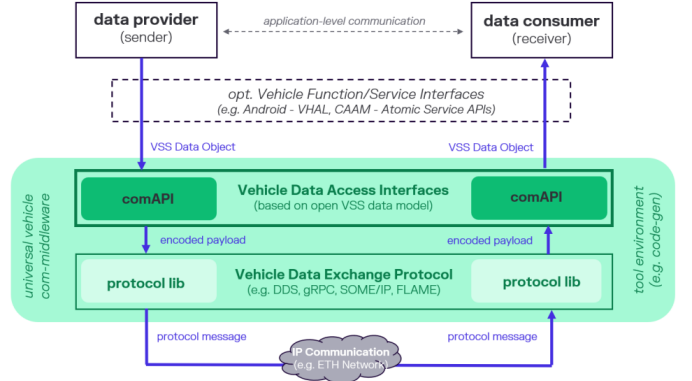 data provider
(sender)
application-level communication
data consumer
(receiver)
opt. Vehicle Function/Service Interfaces
(e.g. Android - VHAL, CAAM - Atomic Service APIs)
VSS Data Object
VSS Data Object
universal vehicle
com-middleware
comAPI
Vehicle Data Access Interfaces
(based on open VSS data model)
comAPI
tool environment
(e.g. code-gen)
encoded payload
encoded payload
protocol lib
Vehicle Data Exchange Protocol
(e.g. DDS, gRPC, SOME/IP, FLAME)
protocol lib
protocol message
protocol message
IP Communication
(e.g. ETH Network)